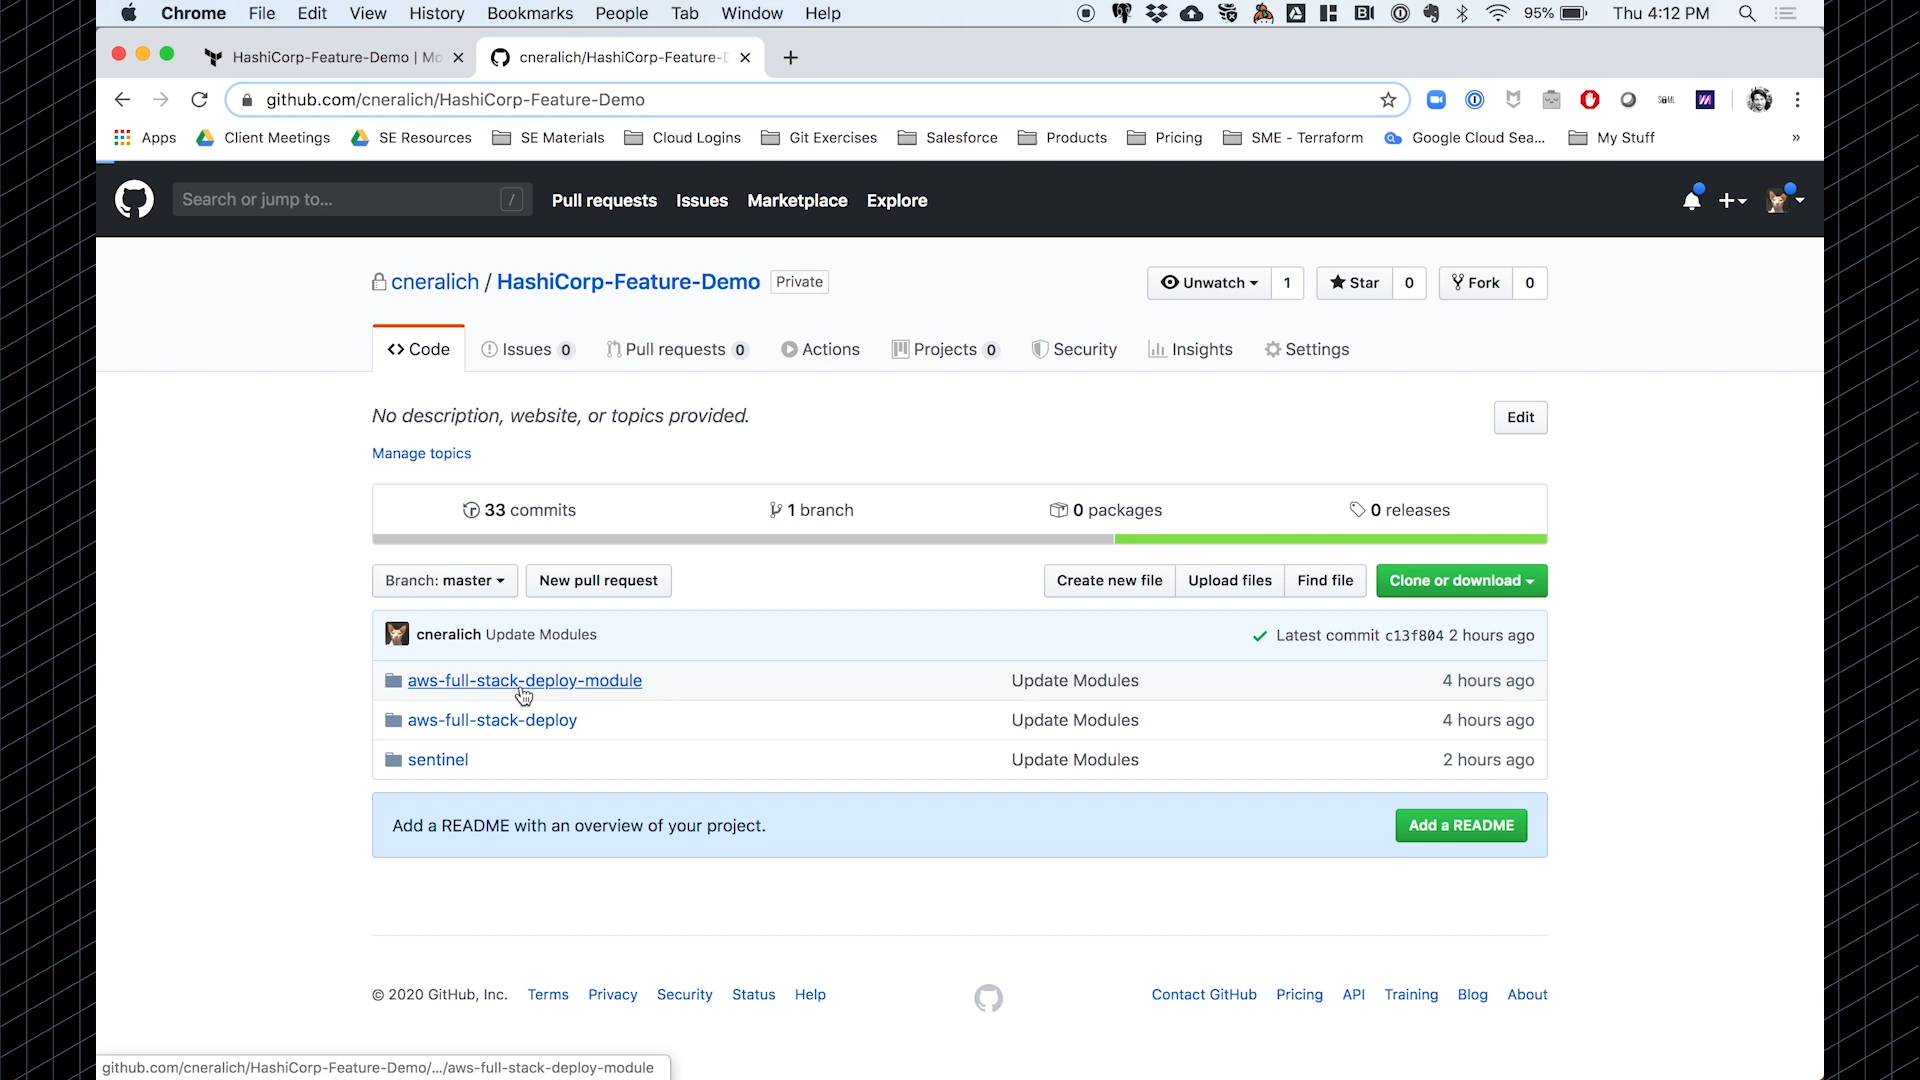 Chrome File Edit View History Bookmarks People Tab Window Help 95% Thu 4:12 PM
HashiCorp-Feature-Demo | Mo cneralich/HashiCorp-Feature-D
github.com/cneralich/HashiCorp-Feature-Demo
Apps Client Meetings SE Resources SE Materials Cloud Logins Git Exercises Salesforce Products Pricing SME - Terraform Google Cloud Sea... My Stuff »
Search or jump to... / Pull requests Issues Marketplace Explore
cneralich / HashiCorp-Feature-Demo Private Unwatch 1 Star 0 Fork 0
Code Issues 0 Pull requests 0 Actions Projects 0 Security Insights Settings
No description, website, or topics provided. Edit
Manage topics
33 commits 1 branch 0 packages 0 releases
Branch: master New pull request Create new file Upload files Find file Clone or download
cneralich Update Modules Latest commit c13f804 2 hours ago
aws-full-stack-deploy-module Update Modules 4 hours ago
aws-full-stack-deploy Update Modules 4 hours ago
sentinel Update Modules 2 hours ago
Add a README with an overview of your project. Add a README
© 2020 GitHub, Inc. Terms Privacy Security Status Help Contact GitHub Pricing API Training Blog About
github.com/cneralich/HashiCorp-Feature-Demo/.../aws-full-stack-deploy-module